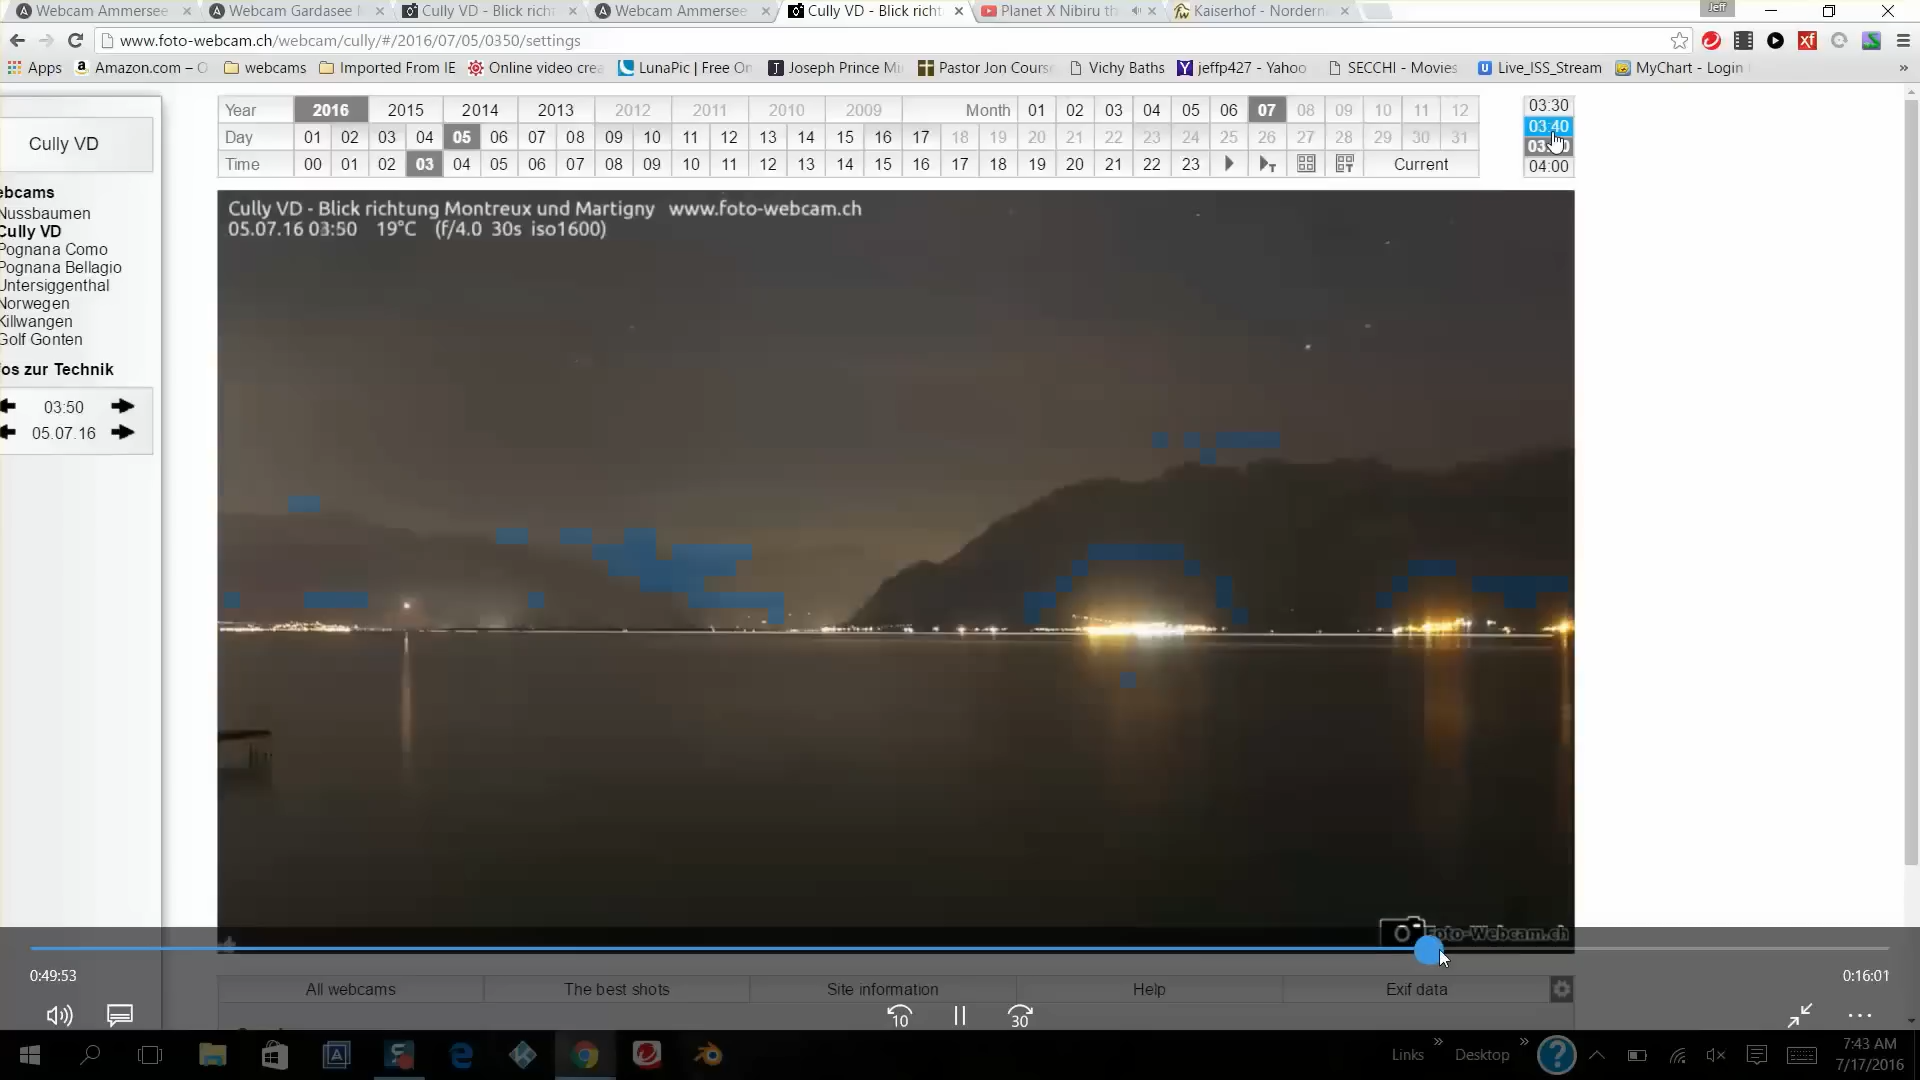 Webcam Ammersee
Webcam Gardasee
Cully VD - Blick richt
Webcam Ammersee
Cully VD - Blick richt
Planet X Nibiru th
Kaiserhof - Nordern
Jeff
www.foto-webcam.ch/webcam/cully/#/2016/07/05/0350/settings
Apps
Amazon.com –
webcams
Imported From IE
Online video crea
LunaPic | Free On
Joseph Prince Mi
Pastor Jon Cours
Vichy Baths
jeffp427 - Yahoo
SECCHI - Movies
Live_ISS_Stream
MyChart - Login
»
Year 2016 2015 2014 2013 2012 2011 2010 2009 Month 01 02 03 04 05 06 07 08 09 10 11 12
Day 01 02 03 04 05 06 07 08 09 10 11 12 13 14 15 16 17 18 19 20 21 22 23 24 25 26 27 28 29 30 31
Time 00 01 02 03 04 05 06 07 08 09 10 11 12 13 14 15 16 17 18 19 20 21 22 23 Current
03:30
03:40
04:00
Cully VD
ebcams
Nussbaumen
Cully VD
Pognana Como
Pognana Bellagio
Untersiggenthal
Norwegen
Killwangen
Golf Gonten
fos zur Technik
03:50
05.07.16
Cully VD - Blick richtung Montreux und Martigny www.foto-webcam.ch
05.07.16 03:50 19°C (f/4.0 30s iso1600)
Foto-Webcam.ch
0:49:53
0:16:01
All webcams
The best shots
Site information
Help
Exif data
10
30
Links »
Desktop »
7:43 AM
7/17/2016